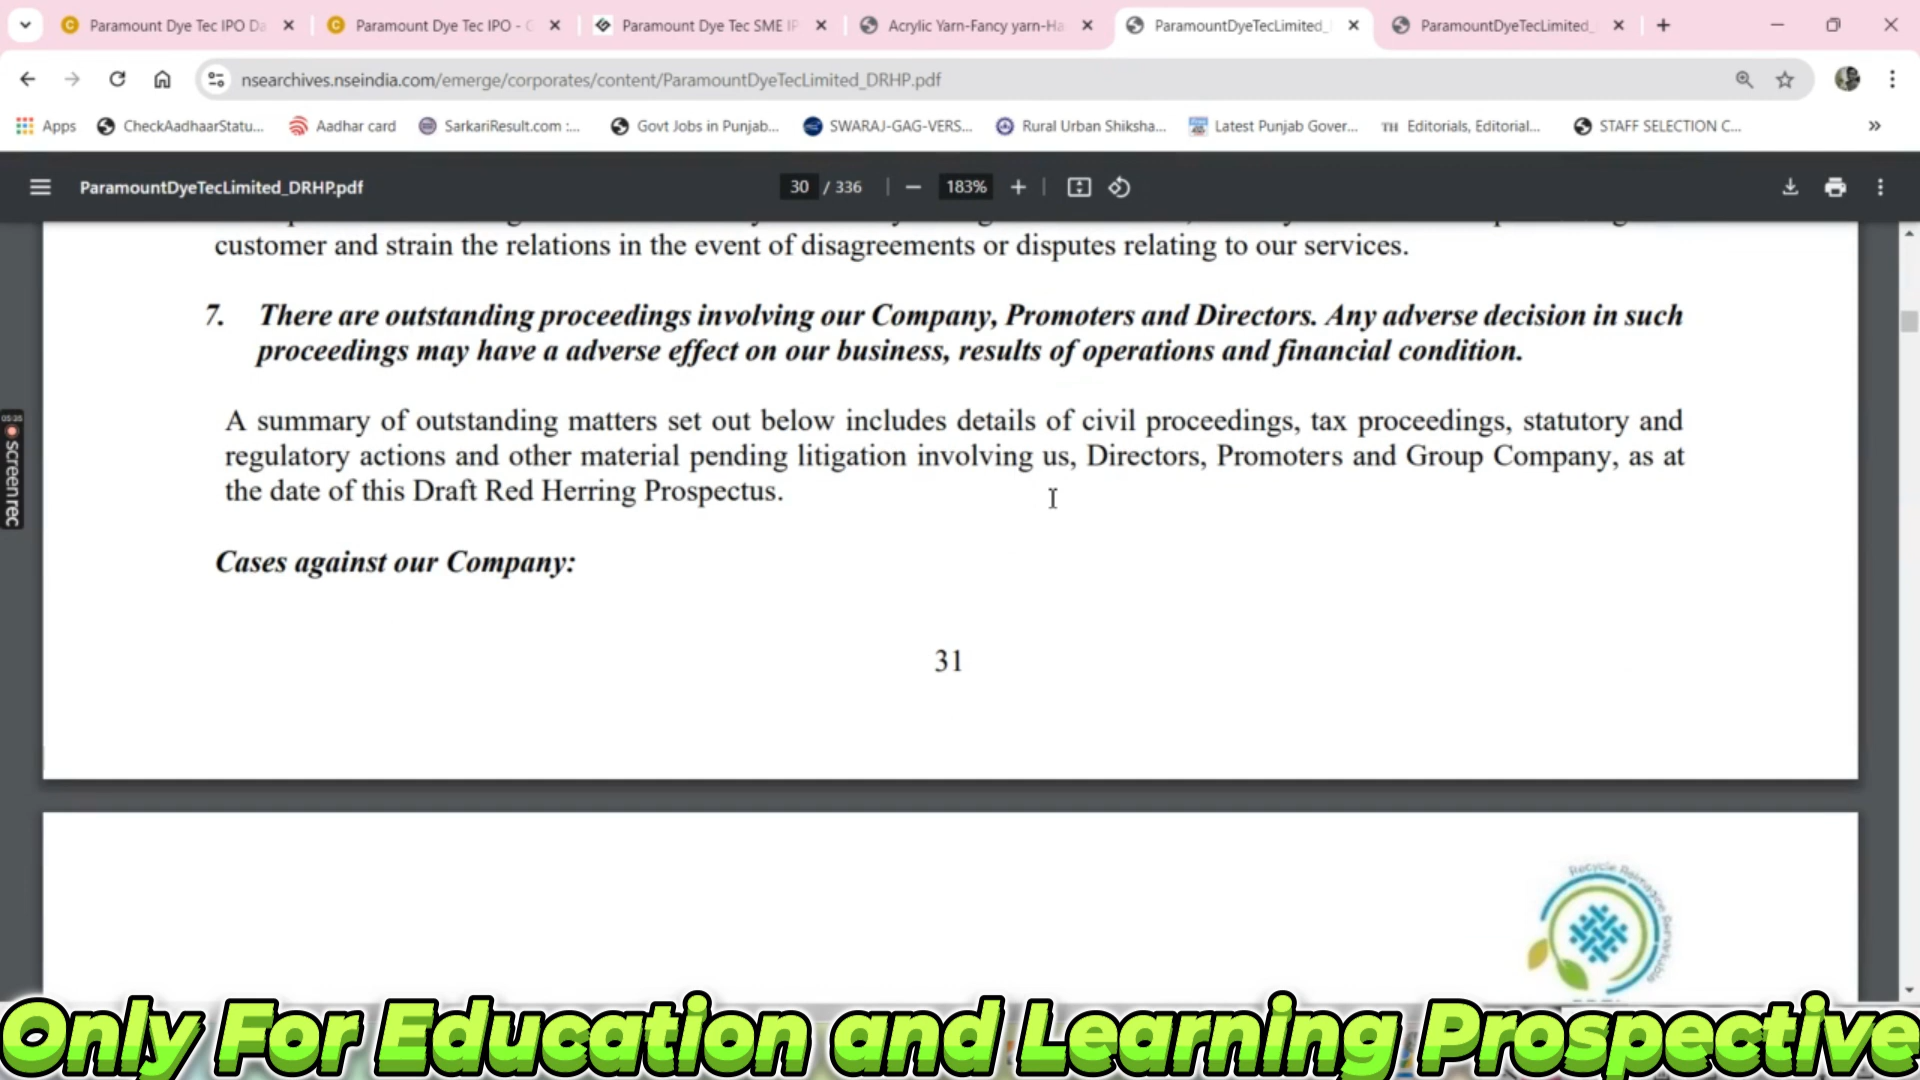 Paramount Dye Tec IPO Da
Paramount Dye Tec IPO - G
Paramount Dye Tec SME IP
Acrylic Yarn-Fancy yarn-Ha
ParamountDyeTecLimited_
ParamountDyeTecLimited_
nsearchives.nseindia.com/emerge/corporates/content/ParamountDyeTecLimited_DRHP.pdf
Apps
CheckAadhaarStatu...
Aadhar card
SarkariResult.com :...
Govt Jobs in Punjab...
SWARAJ-GAG-VERS...
Rural Urban Shiksha...
Latest Punjab Gover...
TH Editorials, Editorial...
STAFF SELECTION C...
»
ParamountDyeTecLimited_DRHP.pdf
30 / 336
183%
customer and strain the relations in the event of disagreements or disputes relating to our services.
7. There are outstanding proceedings involving our Company, Promoters and Directors. Any adverse decision in such
proceedings may have a adverse effect on our business, results of operations and financial condition.
A summary of outstanding matters set out below includes details of civil proceedings, tax proceedings, statutory and
regulatory actions and other material pending litigation involving us, Directors, Promoters and Group Company, as at
the date of this Draft Red Herring Prospectus.
Cases against our Company:
31
05:35
screenrec
Recycle Reimagine Remarkable
Only For Education and Learning Prospective